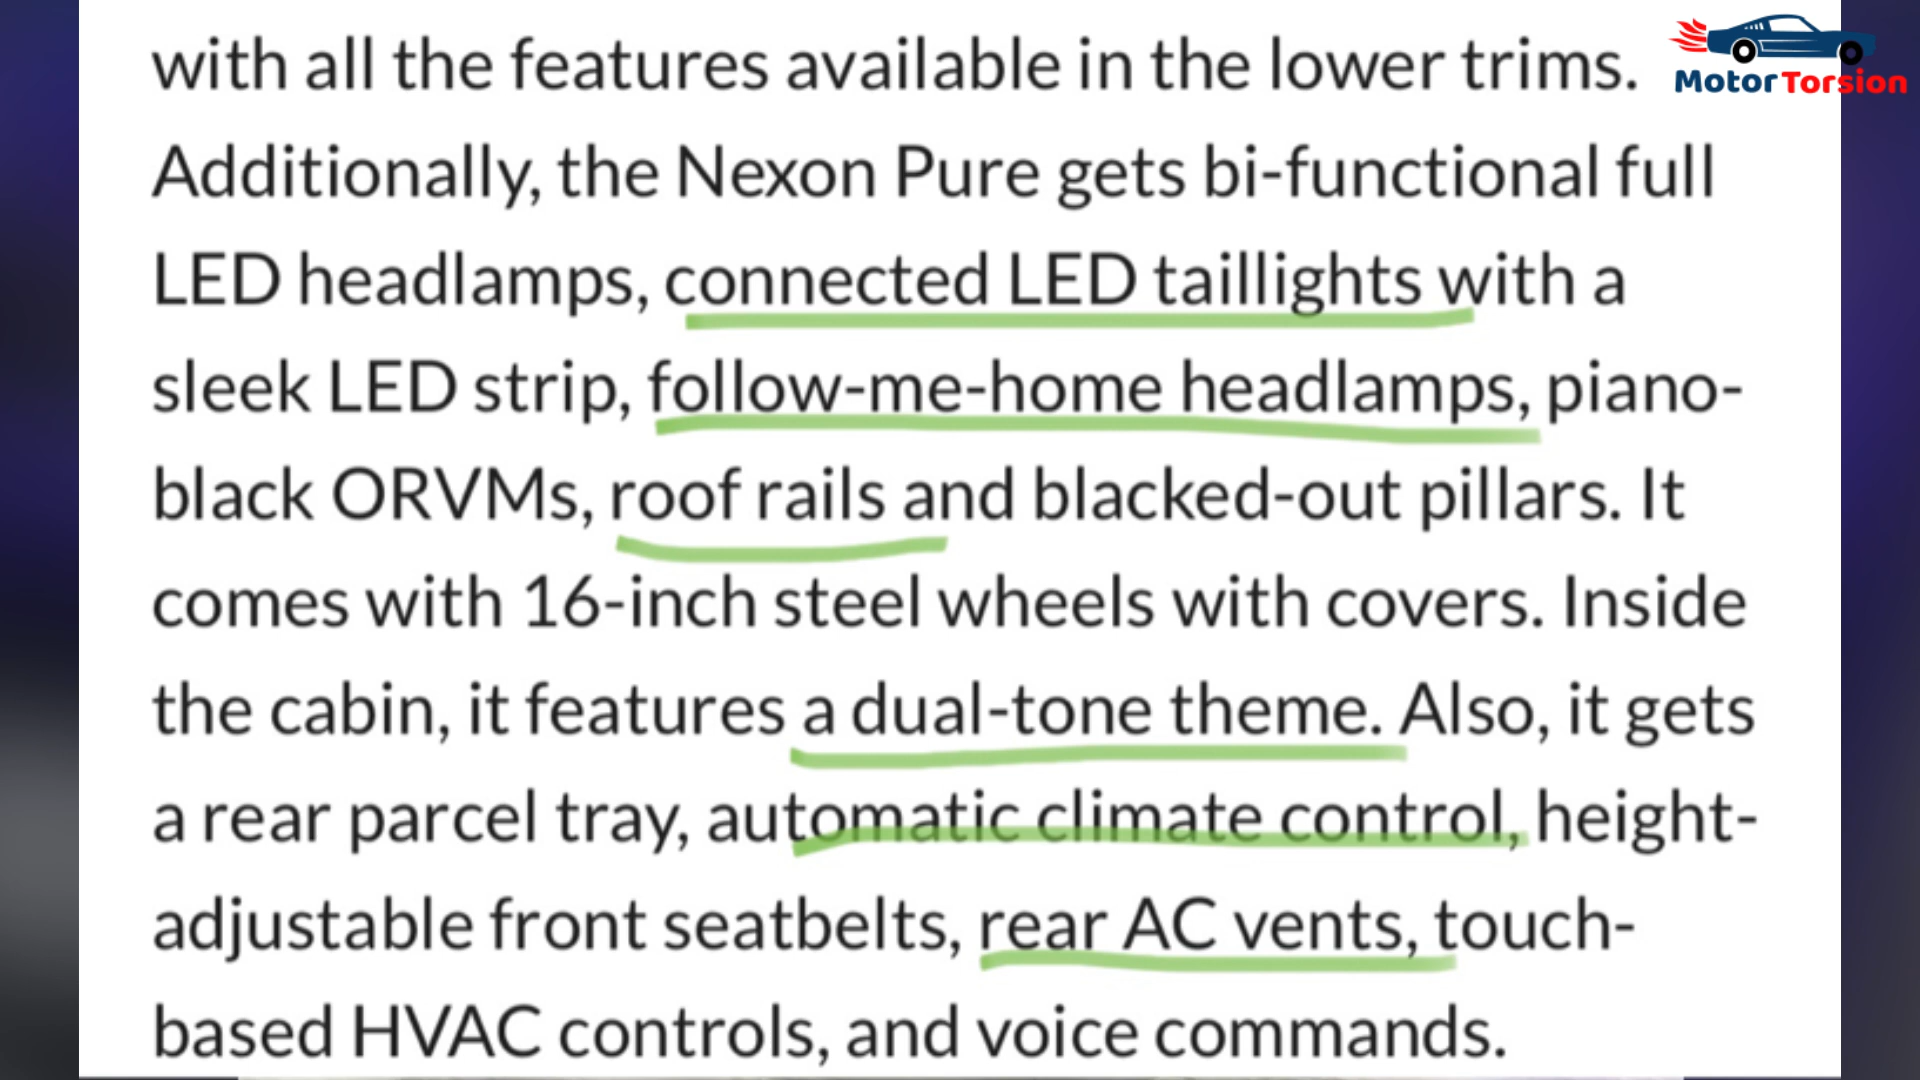 with all the features available in the lower trims.
MotorTorsion
Additionally, the Nexon Pure gets bi-functional full
LED headlamps, connected LED taillights with a
sleek LED strip, follow-me-home headlamps, piano-
black ORVMs, roof rails and blacked-out pillars. It
comes with 16-inch steel wheels with covers. Inside
the cabin, it features a dual-tone theme. Also, it gets
a rear parcel tray, automatic climate control, height-
adjustable front seatbelts, rear AC vents, touch-
based HVAC controls, and voice commands.